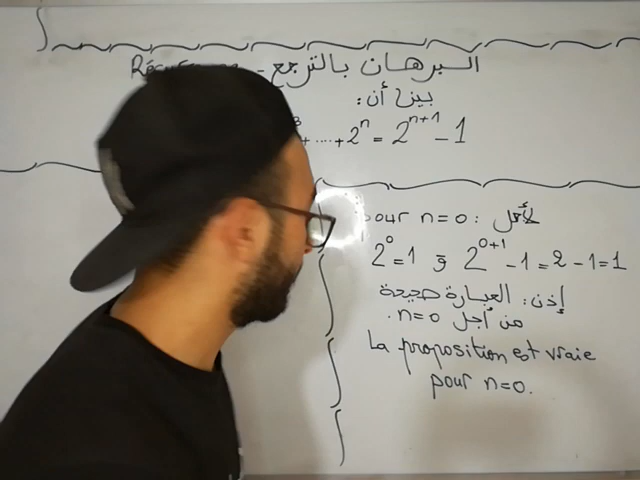 البرهان بالترجع - Récurrence
بين أن:
+ .... + 2ⁿ = 2ⁿ⁺¹ - 1
pour n=0 : لأجل
2⁰ = 1 و 2⁰⁺¹ - 1 = 2 - 1 = 1
إذن: العبارة صحيحة
من أجل n=0.
La proposition est vraie
pour n=0.